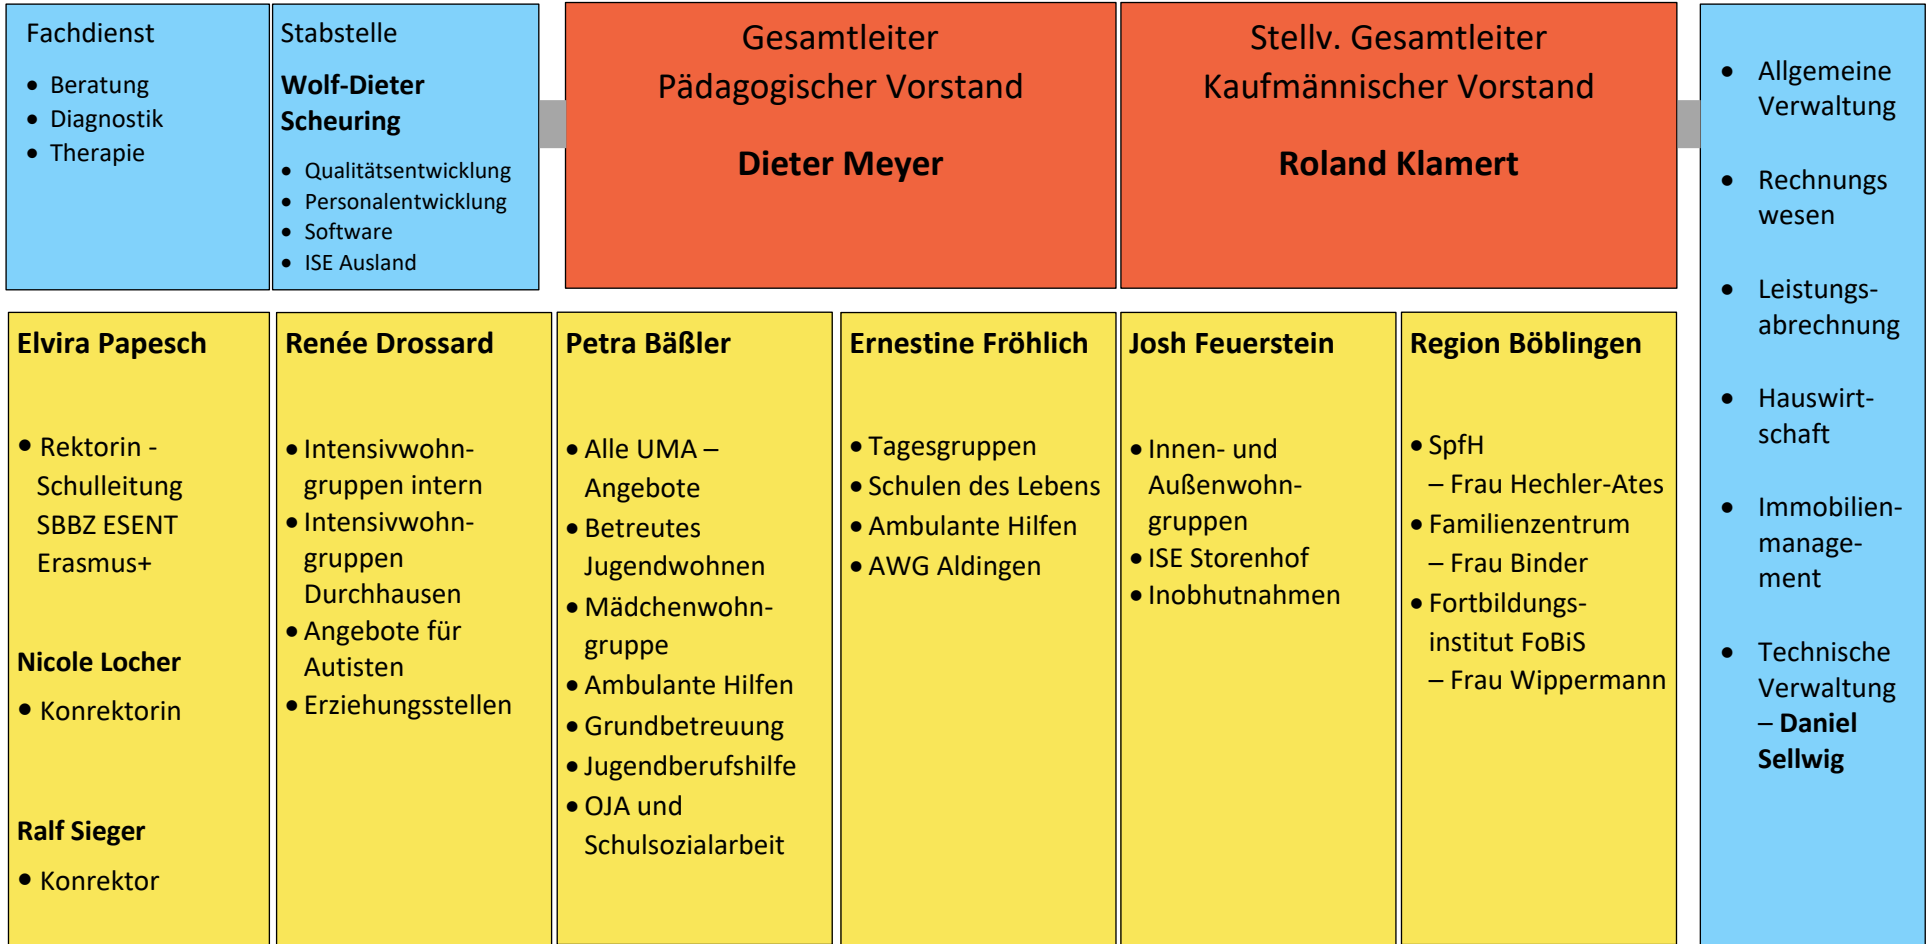 Fachdienst
• Beratung
• Diagnostik
• Therapie
Stabstelle
Wolf-Dieter
Scheuring
• Qualitätsentwicklung
• Personalentwicklung
• Software
• ISE Ausland
Gesamtleiter
Pädagogischer Vorstand
Dieter Meyer
Stellv. Gesamtleiter
Kaufmännischer Vorstand
Roland Klamert
• Allgemeine
Verwaltung
• Rechnungs
wesen
• Leistungs-
abrechnung
• Hauswirt-
schaft
• Immobilien-
manage-
ment
• Technische
Verwaltung
– Daniel
Sellwig
Elvira Papesch
• Rektorin -
Schulleitung
SBBZ ESENT
Erasmus+
Nicole Locher
• Konrektorin
Ralf Sieger
• Konrektor
Renée Drossard
• Intensivwohn-
gruppen intern
• Intensivwohn-
gruppen
Durchhausen
• Angebote für
Autisten
• Erziehungsstellen
Petra Bäßler
• Alle UMA –
Angebote
• Betreutes
Jugendwohnen
• Mädchenwohn-
gruppe
• Ambulante Hilfen
• Grundbetreuung
• Jugendberufshilfe
• OJA und
Schulsozialarbeit
Ernestine Fröhlich
• Tagesgruppen
• Schulen des Lebens
• Ambulante Hilfen
• AWG Aldingen
Josh Feuerstein
• Innen- und
Außenwohn-
gruppen
• ISE Storenhof
• Inobhutnahmen
Region Böblingen
• SpfH
– Frau Hechler-Ates
• Familienzentrum
– Frau Binder
• Fortbildungs-
institut FoBiS
– Frau Wippermann